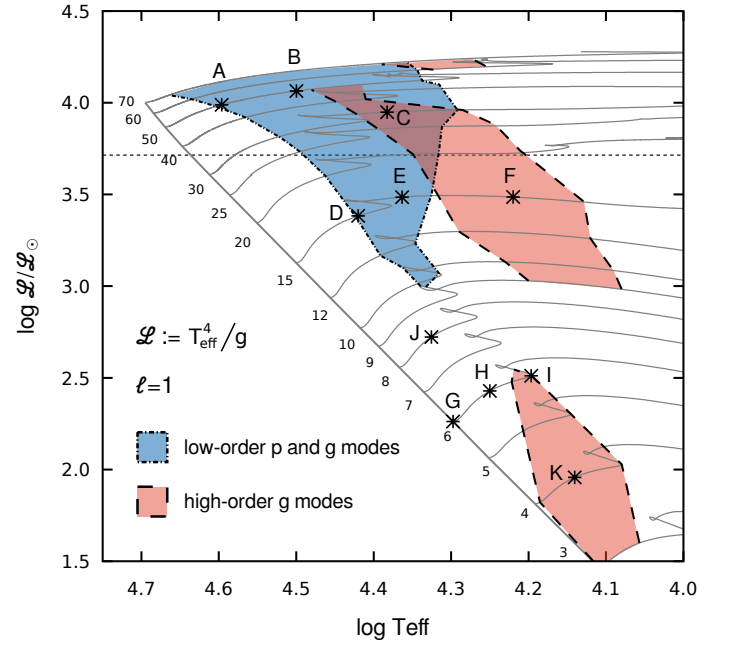 4.5
4.0
3.5
3.0
2.5
2.0
1.5
log ℒ/ℒ☉
4.7
4.6
4.5
4.4
4.3
4.2
4.1
4.0
log Teff
A
B
C
D
E
F
G
H
I
J
K
70
60
50
40
30
25
20
15
12
10
9
8
7
6
5
4
3
ℒ := T⁴eff/g
ℓ=1
low-order p and g modes
high-order g modes